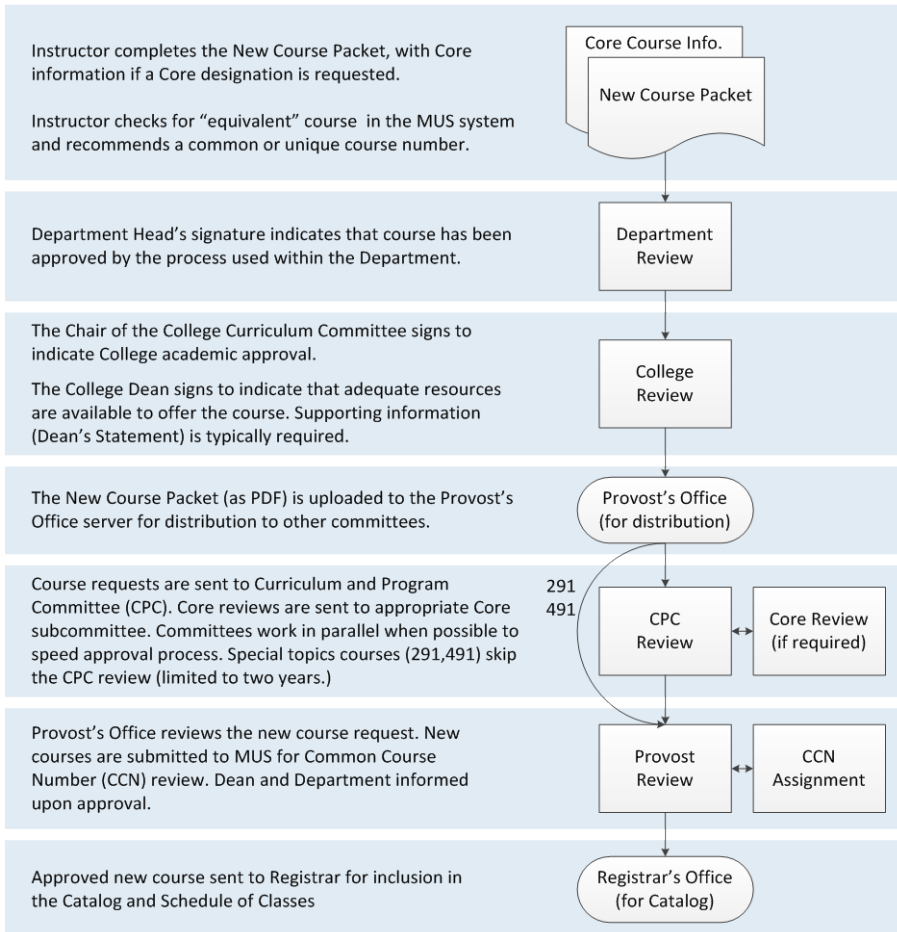 Instructor completes the New Course Packet, with Core
information if a Core designation is requested.
Instructor checks for “equivalent” course in the MUS system
and recommends a common or unique course number.
Core Course Info.
New Course Packet
Department Head’s signature indicates that course has been
approved by the process used within the Department.
Department
Review
The Chair of the College Curriculum Committee signs to
indicate College academic approval.
The College Dean signs to indicate that adequate resources
are available to offer the course. Supporting information
(Dean’s Statement) is typically required.
College
Review
The New Course Packet (as PDF) is uploaded to the Provost’s
Office server for distribution to other committees.
Provost’s Office
(for distribution)
Course requests are sent to Curriculum and Program
Committee (CPC). Core reviews are sent to appropriate Core
subcommittee. Committees work in parallel when possible to
speed approval process. Special topics courses (291,491) skip
the CPC review (limited to two years.)
291
491
CPC
Review
Core Review
(if required)
Provost’s Office reviews the new course request. New
courses are submitted to MUS for Common Course
Number (CCN) review. Dean and Department informed
upon approval.
Provost
Review
CCN
Assignment
Approved new course sent to Registrar for inclusion in
the Catalog and Schedule of Classes
Registrar’s Office
(for Catalog)